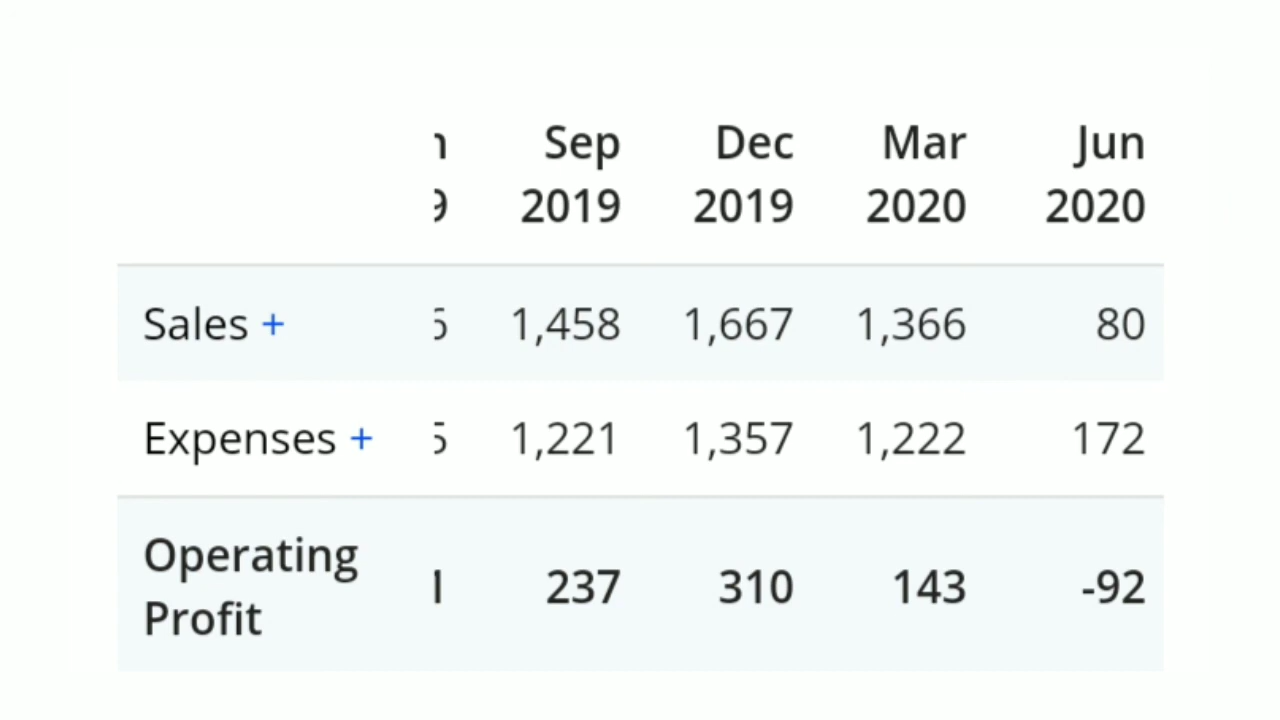 Sep Dec Mar Jun
2019 2019 2020 2020
Sales + 1,458 1,667 1,366 80
Expenses + 1,221 1,357 1,222 172
Operating
Profit 237 310 143 -92